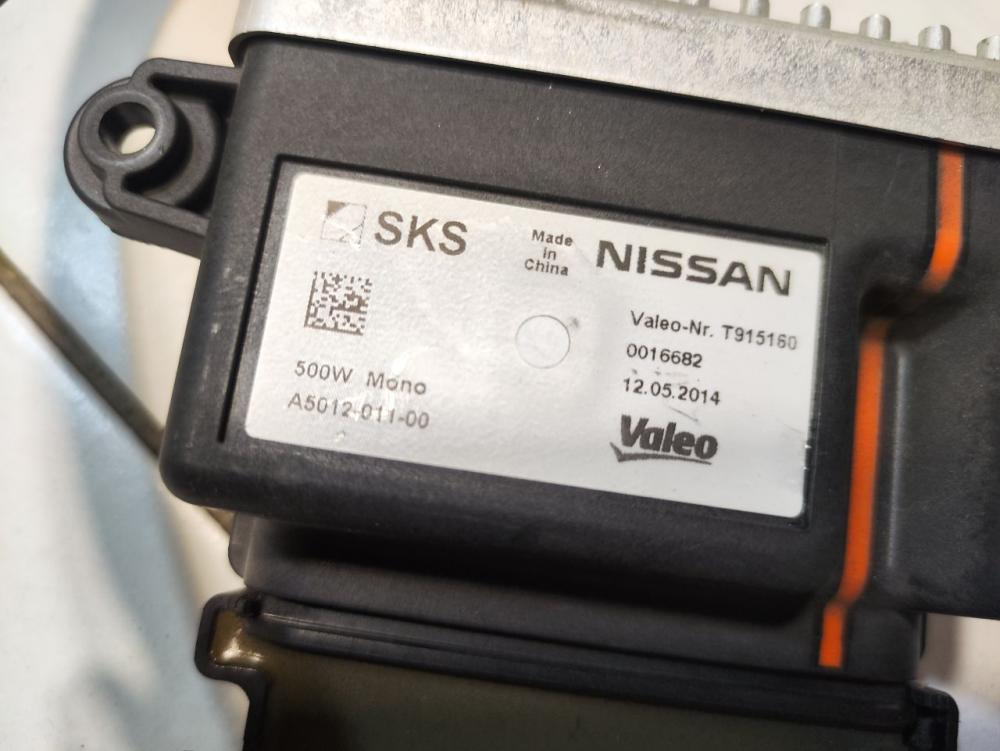 SKS
Made
in
China
NISSAN
Valeo-Nr. T915160
0016682
12.05.2014
500W Mono
A5012-011-00
Valeo